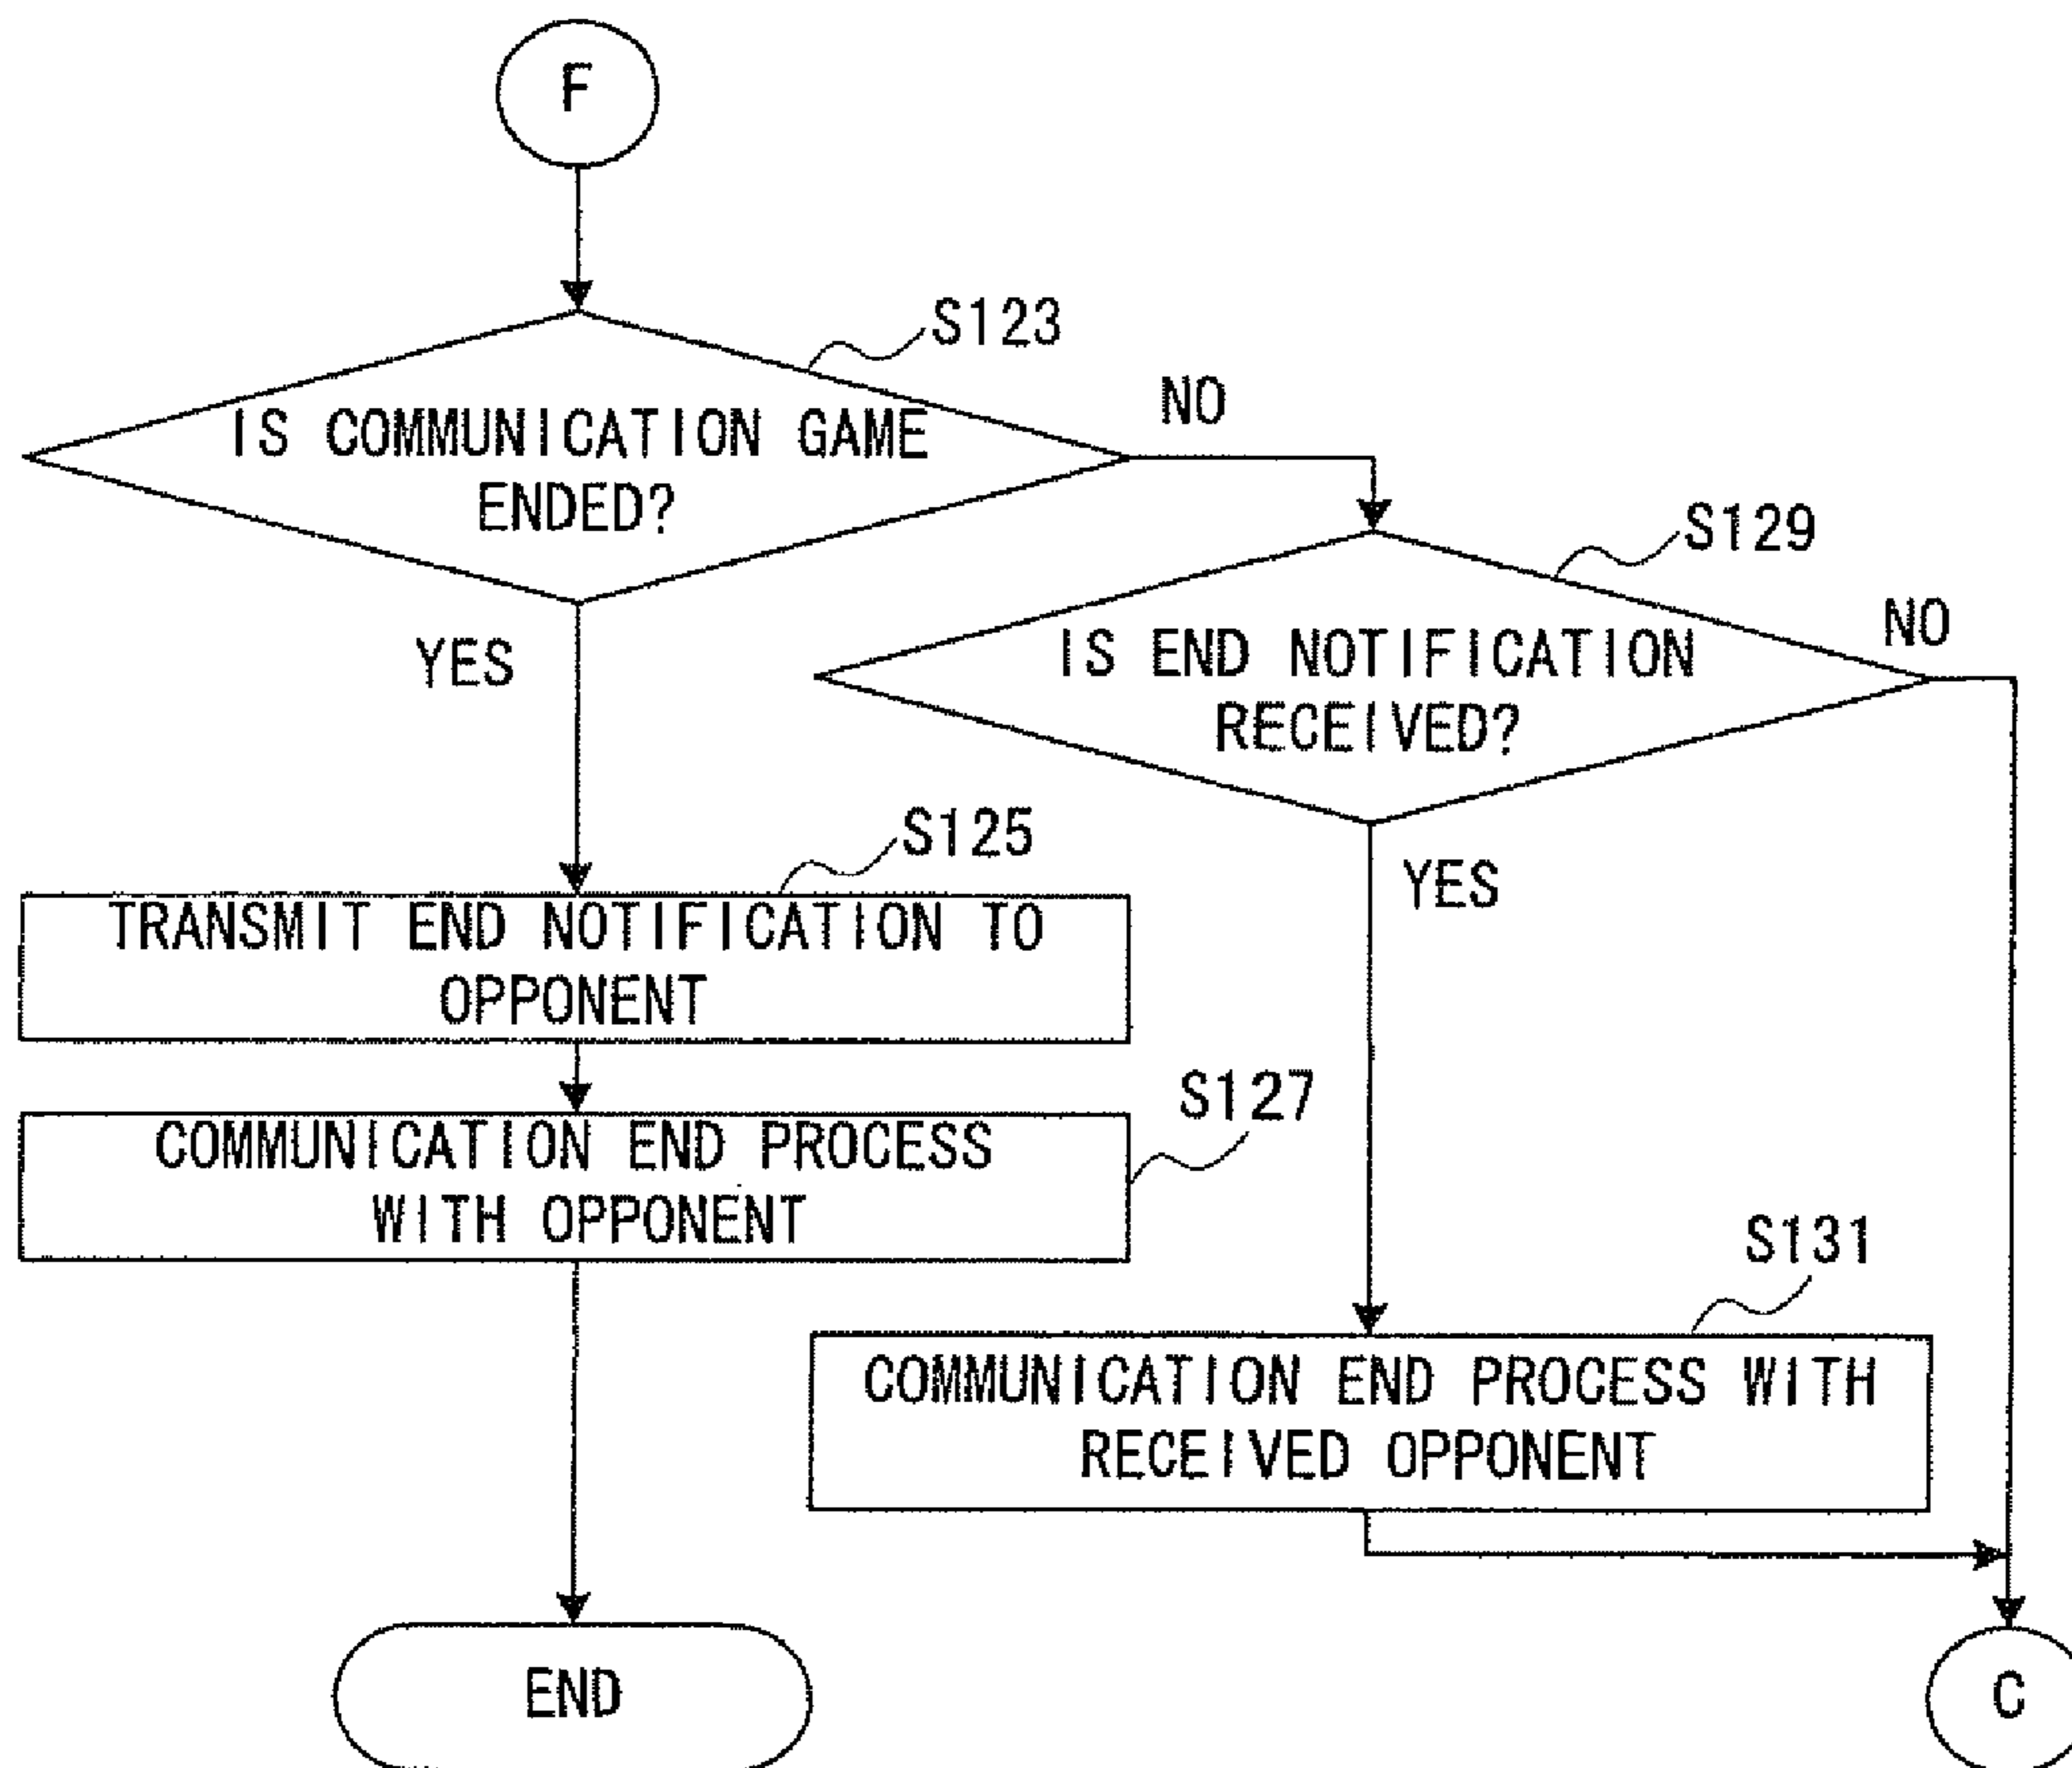 F
S123
IS COMMUNICATION GAME
ENDED?
NO
YES
S129
IS END NOTIFICATION
RECEIVED?
NO
YES
S125
TRANSMIT END NOTIFICATION TO
OPPONENT
S127
COMMUNICATION END PROCESS
WITH OPPONENT
S131
COMMUNICATION END PROCESS WITH
RECEIVED OPPONENT
END
C